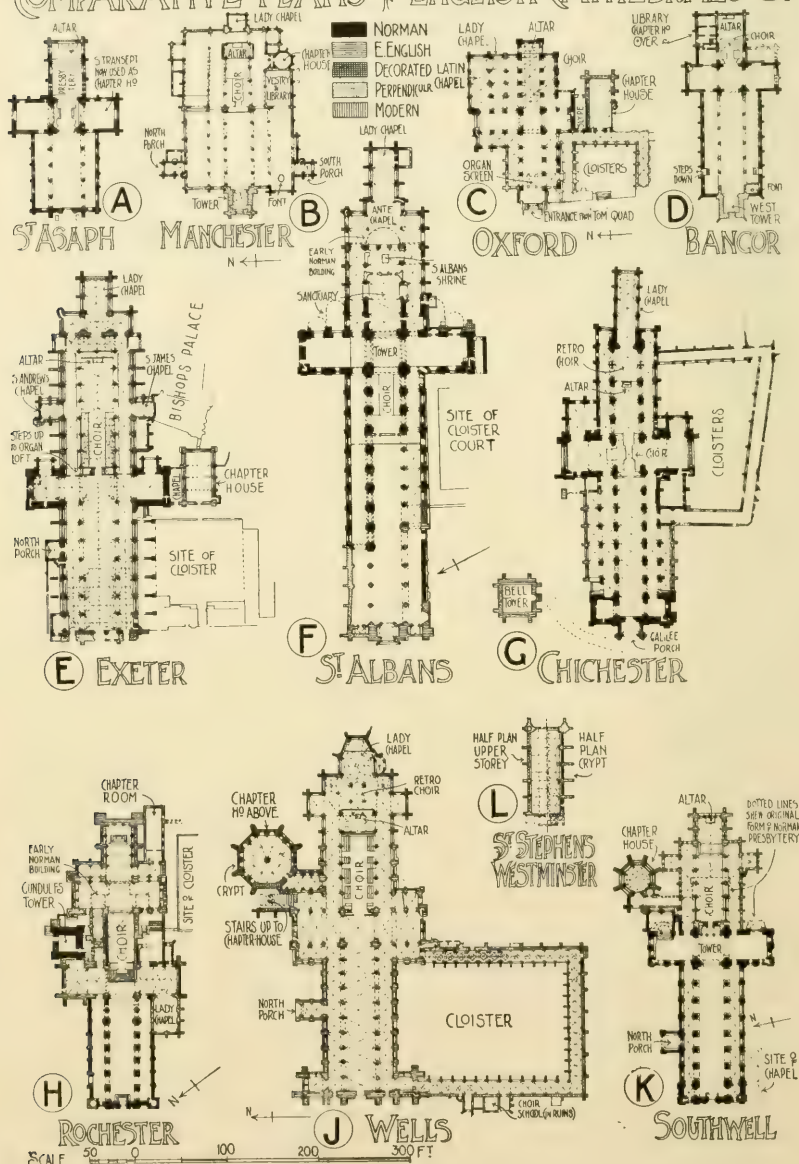 COMPARATIVE PLANS OF ENGLISH CATHEDRALS
NORMAN
E. ENGLISH
DECORATED
PERPENDICULR
MODERN
ALTAR
PRESBY
TERY
S TRANSEPT
NOW USED AS
CHAPTER HO
A
ST ASAPH
LADY CHAPEL
ALTAR
CHAPTER
HOUSE
CHOIR
VESTRY &
LIBRARY
NORTH
PORCH
SOUTH
PORCH
TOWER
FONT
B
MANCHESTER
N
LADY
CHAPEL
ALTAR
CHOIR
LATIN
CHAPEL
SLYPE
CHAPTER
HOUSE
CLOISTERS
ORGAN
SCREEN
ENTRANCE FROM TOM QUAD
C
OXFORD
N
LIBRARY
CHAPTER HO
OVER
ALTAR
CHOIR
STEPS
DOWN
FONT
WEST
TOWER
D
BANGOR
LADY
CHAPEL
ALTAR
S ANDREWS
CHAPEL
S JAMES
CHAPEL
BISHOPS PALACE
CHOIR
STEPS UP
TO ORGAN
LOFT
CHAPEL
CHAPTER
HOUSE
NORTH
PORCH
SITE OF
CLOISTER
E
EXETER
LADY CHAPEL
ANTE
CHAPEL
EARLY
NORMAN
BUILDING
S ALBANS
SHRINE
SANCTUARY
TOWER
CHOIR
SITE OF
CLOISTER
COURT
F
ST ALBANS
LADY
CHAPEL
RETRO
CHOIR
ALTAR
CHOIR
CLOISTERS
BELL
TOWER
GALILEE
PORCH
G
CHICHESTER
CHAPTER
ROOM
EARLY
NORMAN
BUILDING
GUNDULFS
TOWER
CHOIR
SITE OF CLOISTER
LADY
CHAPEL
H
N
ROCHESTER
LADY
CHAPEL
RETRO
CHOIR
ALTAR
CHAPTER
HO ABOVE
CRYPT
CHOIR
STAIRS UP TO
CHAPTER-HOUSE
NORTH
PORCH
CLOISTER
CHOIR
SCHOOL (IN RUINS)
N
J
WELLS
HALF PLAN
UPPER
STOREY
HALF
PLAN
CRYPT
L
ST STEPHENS
WESTMINSTER
ALTAR
DOTTED LINES
SHEW ORIGINAL
FORM OF NORMAN
PRESBYTERY
CHAPTER
HOUSE
CHOIR
TOWER
NORTH
PORCH
N
SITE OF
CHAPEL
K
SOUTHWELL
SCALE 50 0 100 200 300 FT